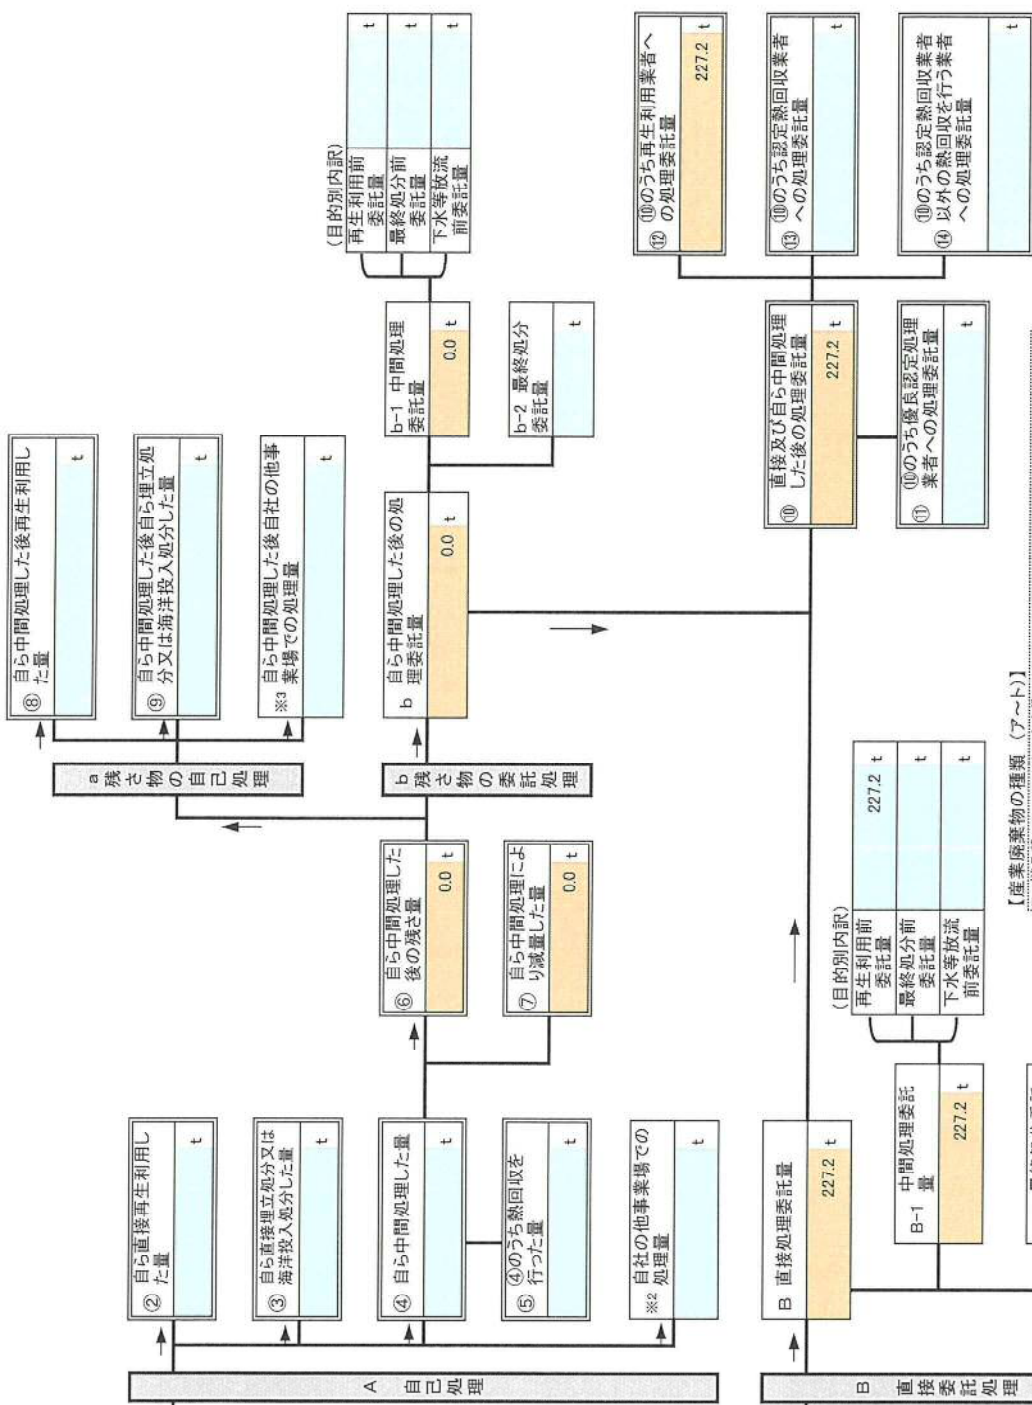 A 自己処理
② 自ら直接再生利用し
た量
t
③ 自ら直接埋立処分又は
海洋投入処分した量
t
④ 自ら中間処理した量
t
⑤ ④のうち熱回収を
行った量
t
※2 自社の他事業場での
処理量
t
⑥ 自ら中間処理した
後の残さ量
0.0 t
⑦ 自ら中間処理によ
り減量した量
0.0 t
a 残さ物の自己処理
⑧ 自ら中間処理した後再生利用し
た量
t
⑨ 自ら中間処理した後自ら埋立処
分又は海洋投入処分した量
t
※3 自ら中間処理した後自社の他事
業場での処理量
t
b 残さ物の委託処理
b 自ら中間処理した後の処
理委託量
0.0 t
b-1 中間処理
委託量
0.0 t
b-2 最終処分
委託量
t
(目的別内訳)
再生利用前
委託量 t
最終処分前
委託量 t
下水等放流
前委託量 t
B 直接委託処理
B 直接処理委託量
227.2 t
B-1 中間処理委託
量
227.2 t
(目的別内訳)
再生利用前
委託量 227.2 t
最終処分前
委託量 t
下水等放流
前委託量 t
⑩ 直接及び自ら中間処理
した後の処理委託量
227.2 t
⑪ ⑩のうち優良認定処理
業者への処理委託量
t
⑫ ⑩のうち再生利用業者へ
の処理委託量
227.2 t
⑬ ⑩のうち認定熱回収業者
への処理委託量
t
⑭ ⑩のうち認定熱回収業者
以外の熱回収を行う業者
への処理委託量
t
【産業廃棄物の種類 (ア～ト)】